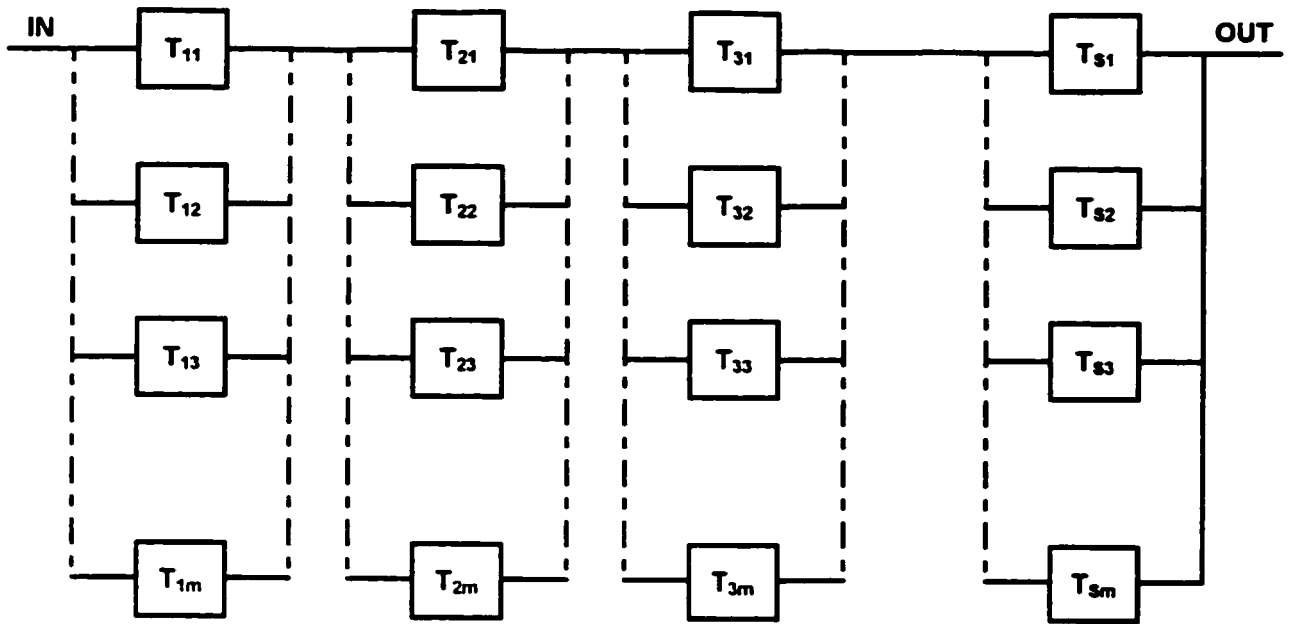 IN OUT
T₁₁ T₂₁ T₃₁ Tₛ₁
T₁₂ T₂₂ T₃₂ Tₛ₂
T₁₃ T₂₃ T₃₃ Tₛ₃
T₁ₘ T₂ₘ T₃ₘ Tₛₘ